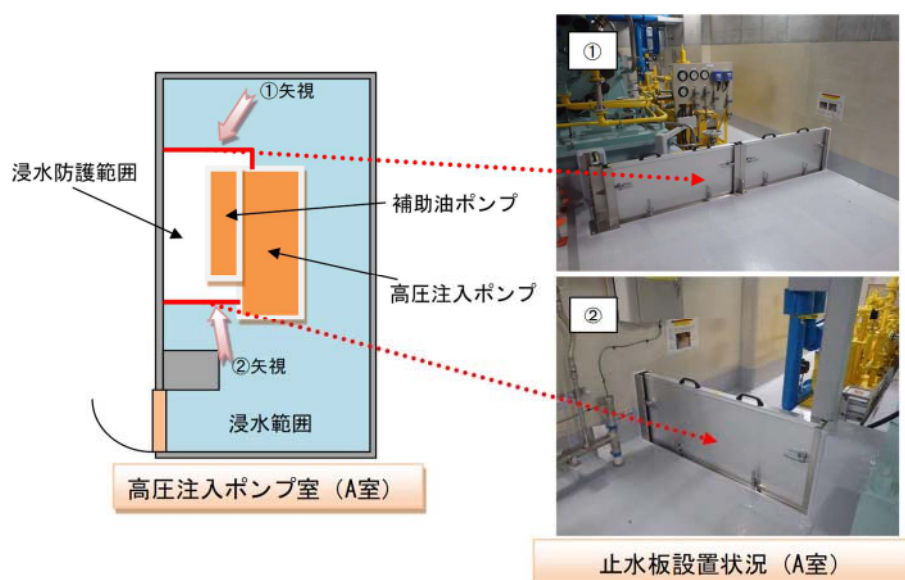 ①矢視
浸水防護範囲
補助油ポンプ
高圧注入ポンプ
②矢視
浸水範囲
高圧注入ポンプ室（A室）
①
②
止水板設置状況（A室）